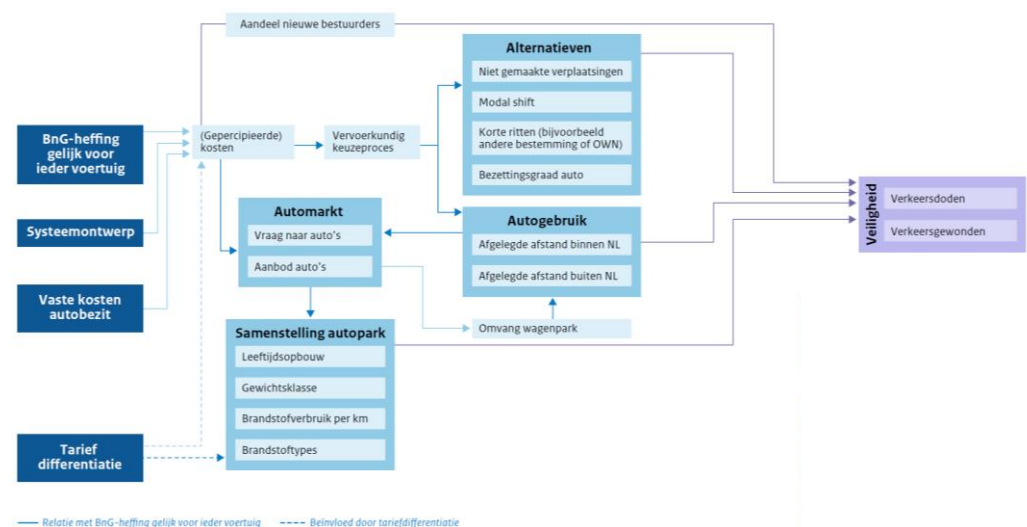 Aandeel nieuwe bestuurders
BnG-heffing
gelijk voor
ieder voertuig
Systeemontwerp
Vaste kosten
autobezit
Tarief
differentiatie
(Gepercipieerde)
kosten
Vervoerkundig
keuzeproces
Alternatieven
Niet gemaakte verplaatsingen
Modal shift
Korte ritten (bijvoorbeeld
andere bestemming of OWN)
Bezettingsgraad auto
Automarkt
Vraag naar auto's
Aanbod auto's
Autogebruik
Afgelegde afstand binnen NL
Afgelegde afstand buiten NL
Omvang wagenpark
Samenstelling autopark
Leeftijdsopbouw
Gewichtsklasse
Brandstofverbruik per km
Brandstoftypes
Veiligheid
Verkeersdoden
Verkeersgewonden
Relatie met BnG-heffing gelijk voor ieder voertuig
Beïnvloed door tariefdifferentiatie